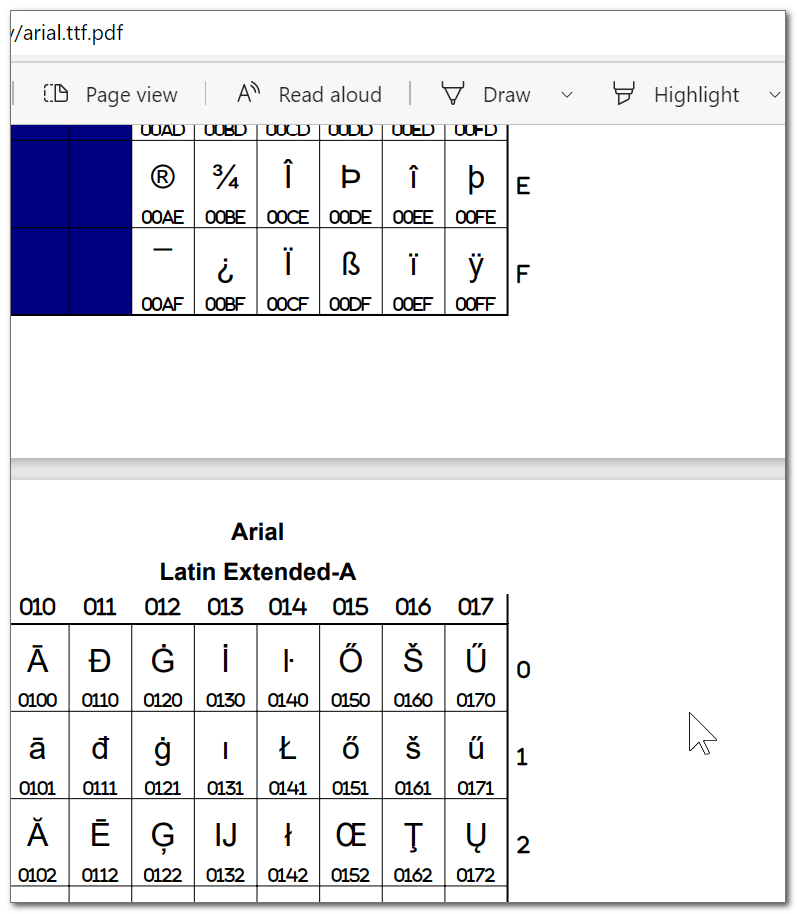 /arial.ttf.pdf
Page view Read aloud Draw Highlight
00AD 00BD 00CD 00DD 00ED 00FD
® ¾ Î Þ î þ E
00AE 00BE 00CE 00DE 00EE 00FE
¯ ¿ Ï ß ï ÿ F
00AF 00BF 00CF 00DF 00EF 00FF
Arial
Latin Extended-A
010 011 012 013 014 015 016 017
Ā Đ Ġ İ ŀ Ő Š Ű 0
0100 0110 0120 0130 0140 0150 0160 0170
ā đ ġ ı Ł ő š ű 1
0101 0111 0121 0131 0141 0151 0161 0171
Ă Ē Ģ IJ ł Œ Ţ Ų 2
0102 0112 0122 0132 0142 0152 0162 0172